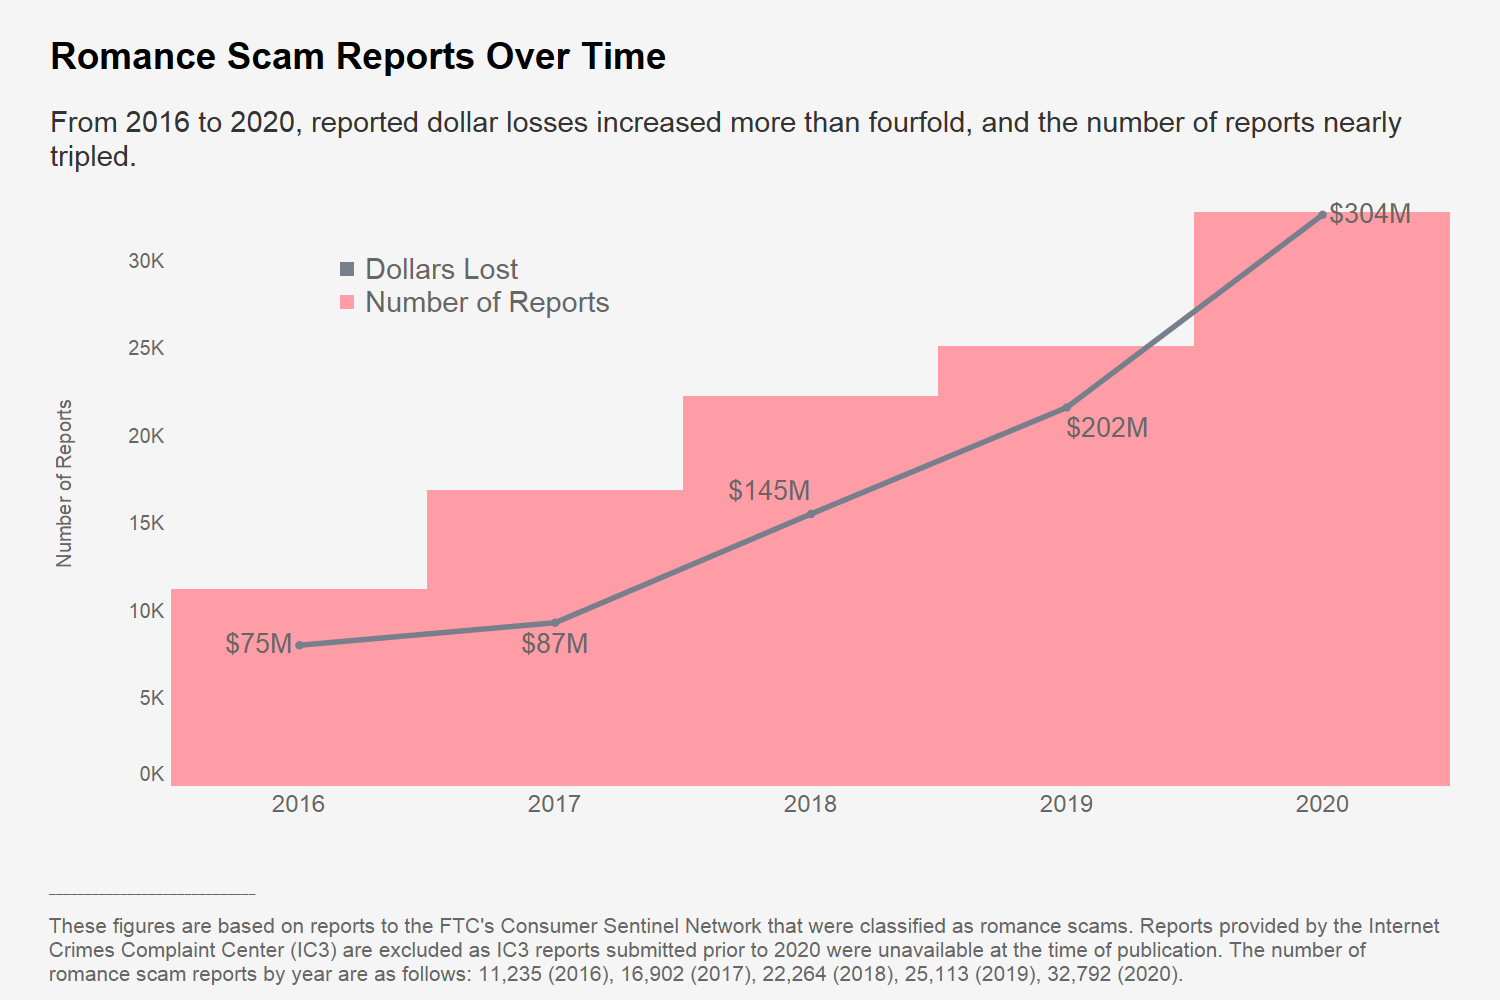 Romance Scam Reports Over Time
From 2016 to 2020, reported dollar losses increased more than fourfold, and the number of reports nearly
tripled.
$304M
30K
Dollars Lost
Number of Reports
25K
$202M
20K
Number of Reports
$145M
15K
10K
$75M
$87M
5K
0K
2016 2017 2018 2019 2020
These figures are based on reports to the FTC's Consumer Sentinel Network that were classified as romance scams. Reports provided by the Internet
Crimes Complaint Center (IC3) are excluded as IC3 reports submitted prior to 2020 were unavailable at the time of publication. The number of
romance scam reports by year are as follows: 11,235 (2016), 16,902 (2017), 22,264 (2018), 25,113 (2019), 32,792 (2020).